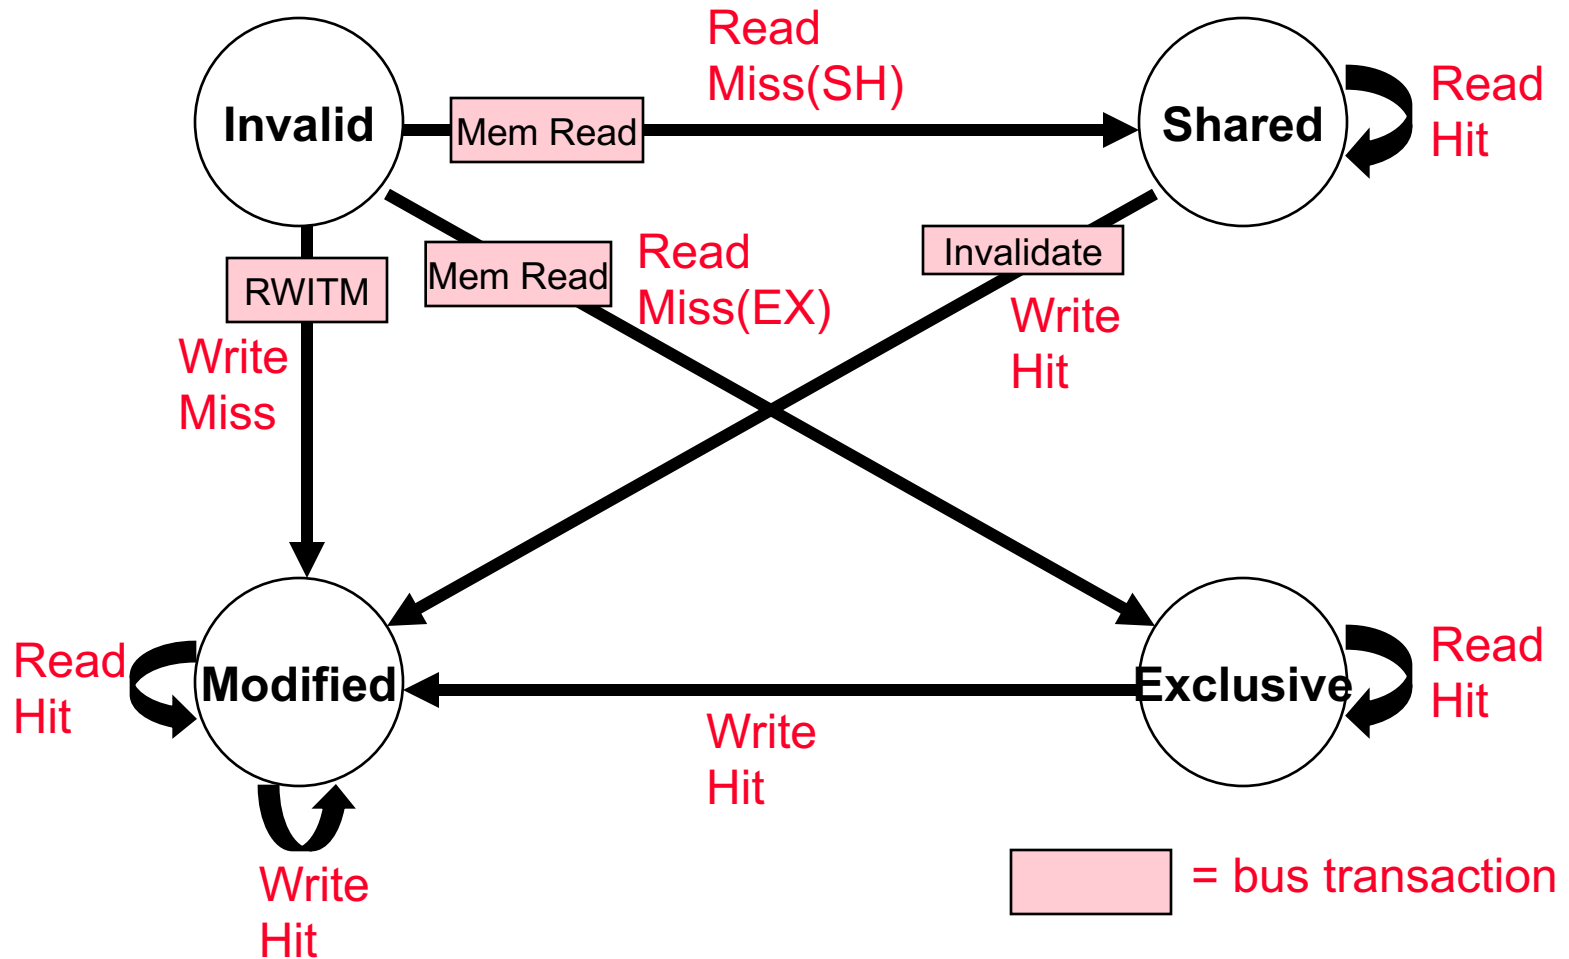 Read
Miss(SH)
Invalid
Mem Read
Shared
Read
Hit
RWITM
Mem Read
Read
Miss(EX)
Invalidate
Write
Hit
Write
Miss
Read
Hit
Modified
Exclusive
Read
Hit
Write
Hit
Write
Hit
= bus transaction